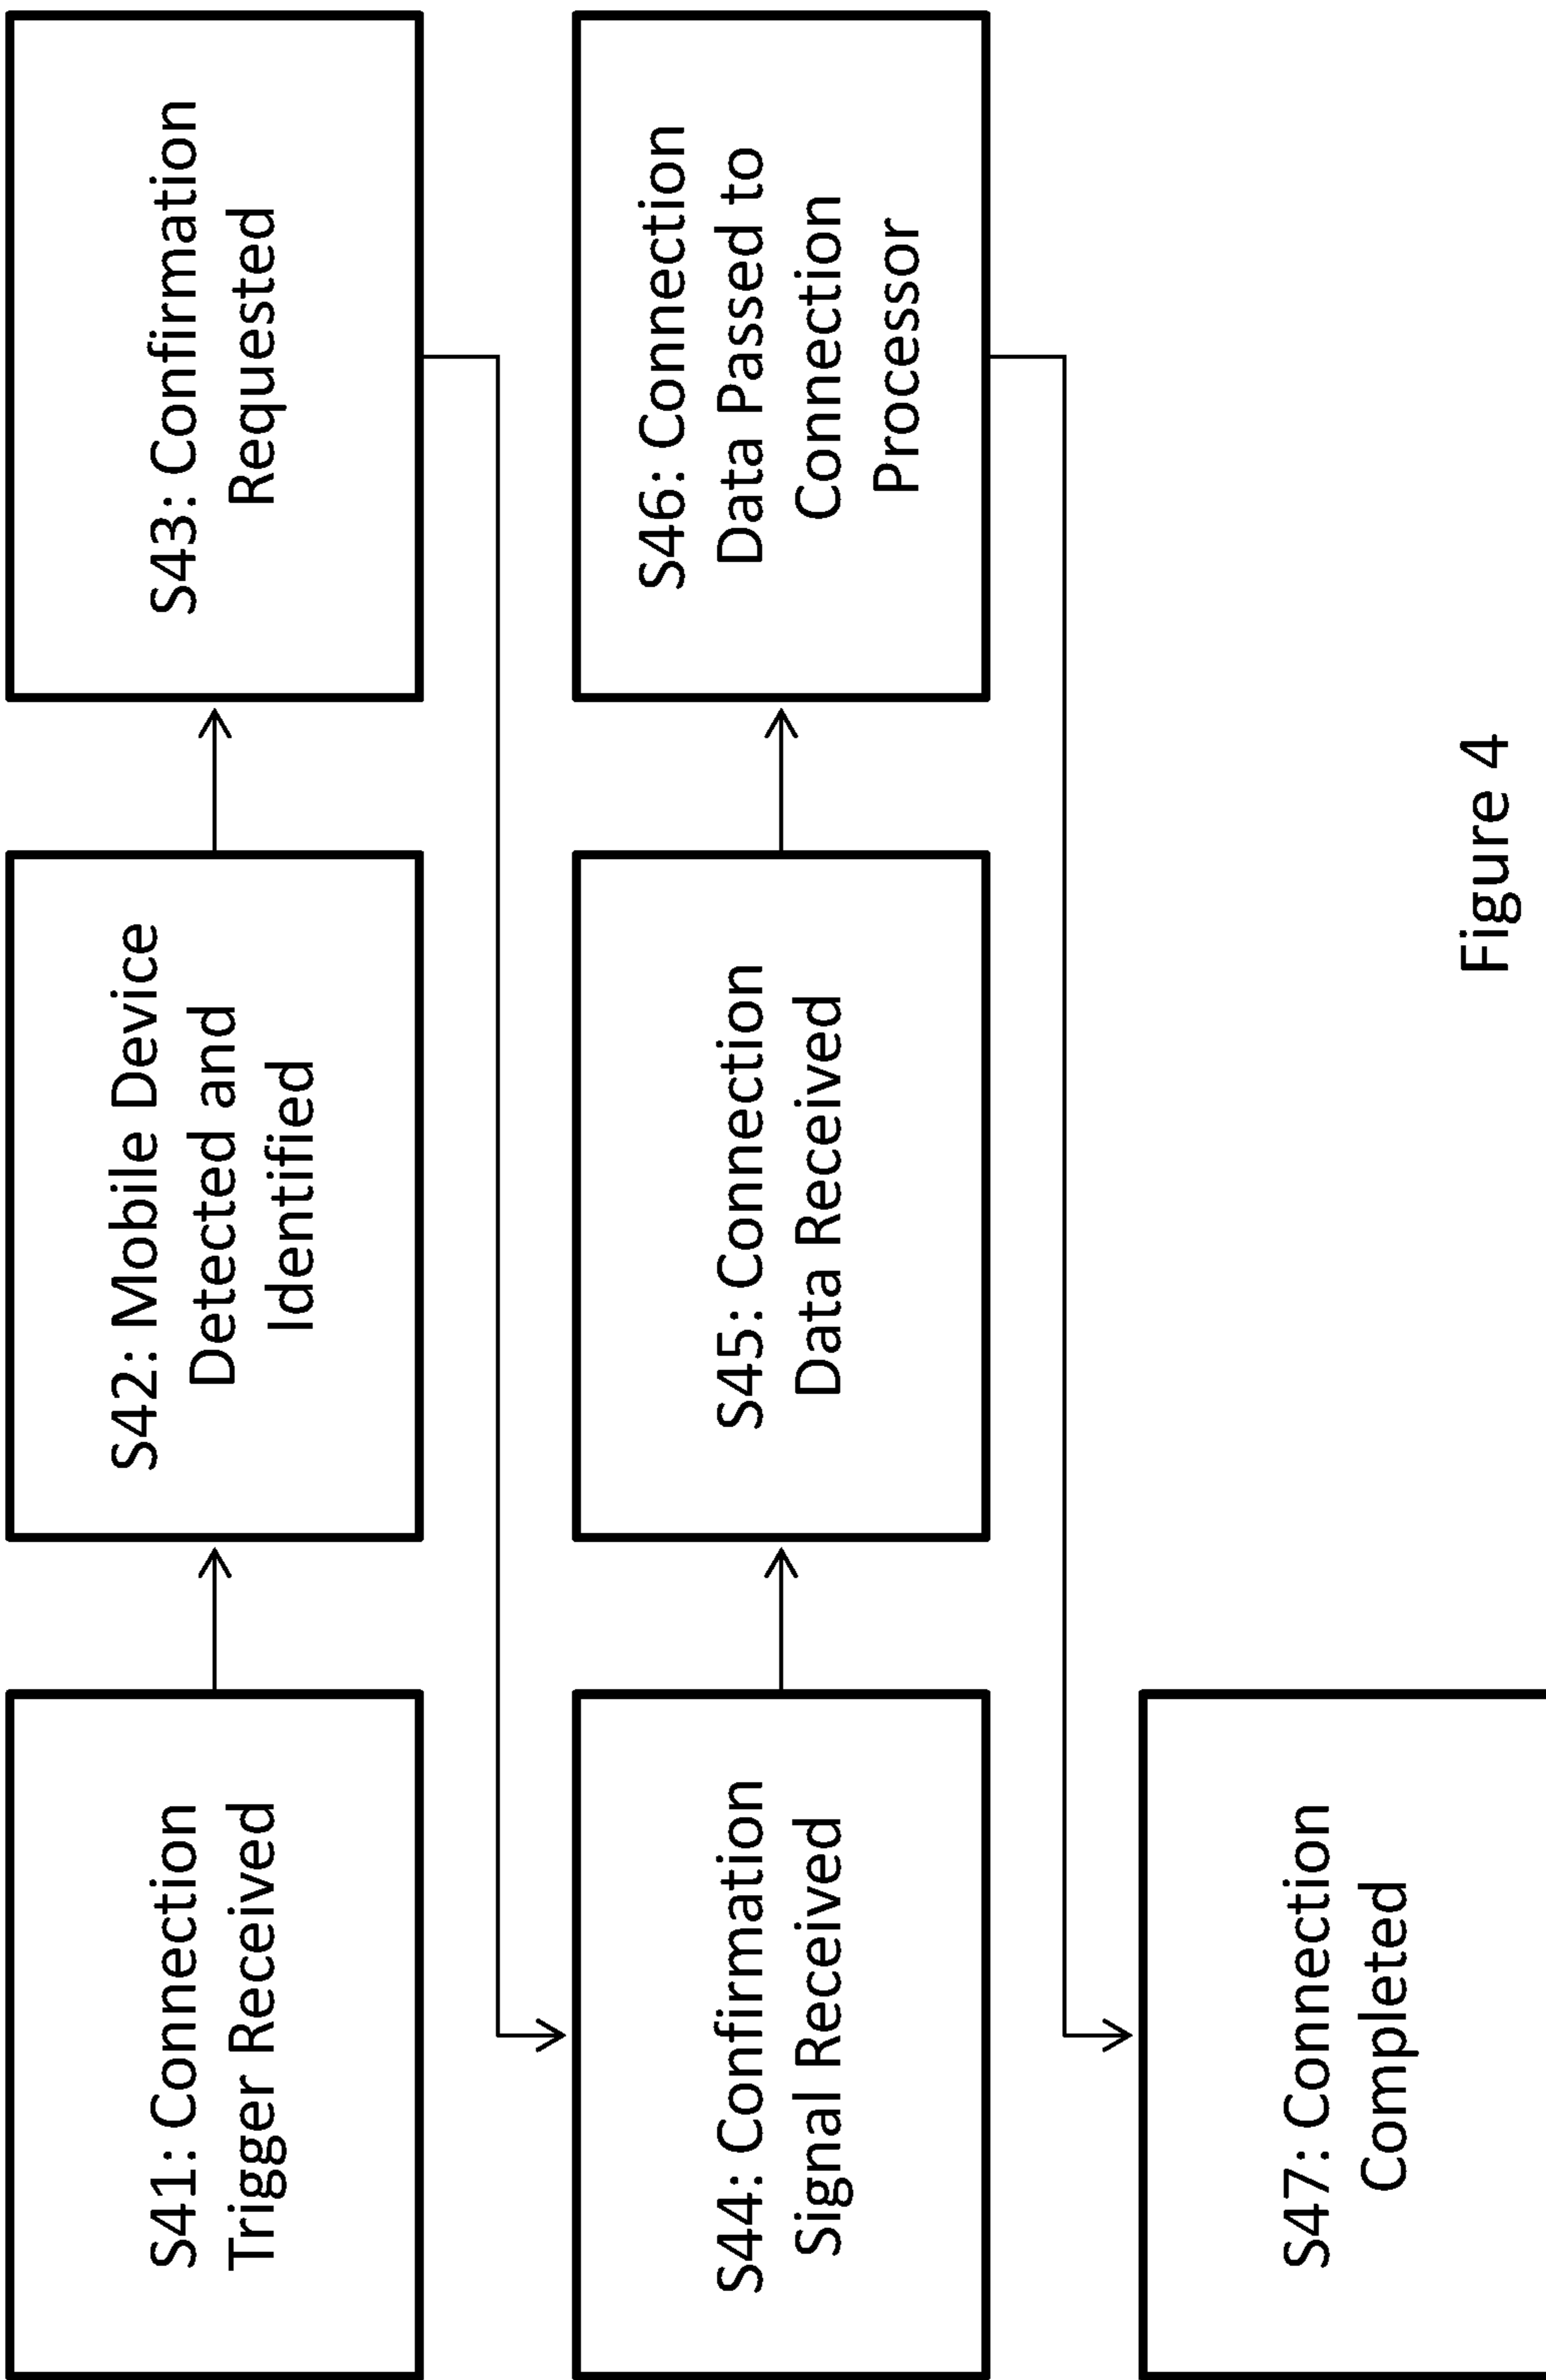 S41: Connection
Trigger Received
S42: Mobile Device
Detected and
Identified
S43: Confirmation
Requested
S44: Confirmation
Signal Received
S45: Connection
Data Received
S46: Connection
Data Passed to
Connection
Processor
S47: Connection
Completed
Figure 4